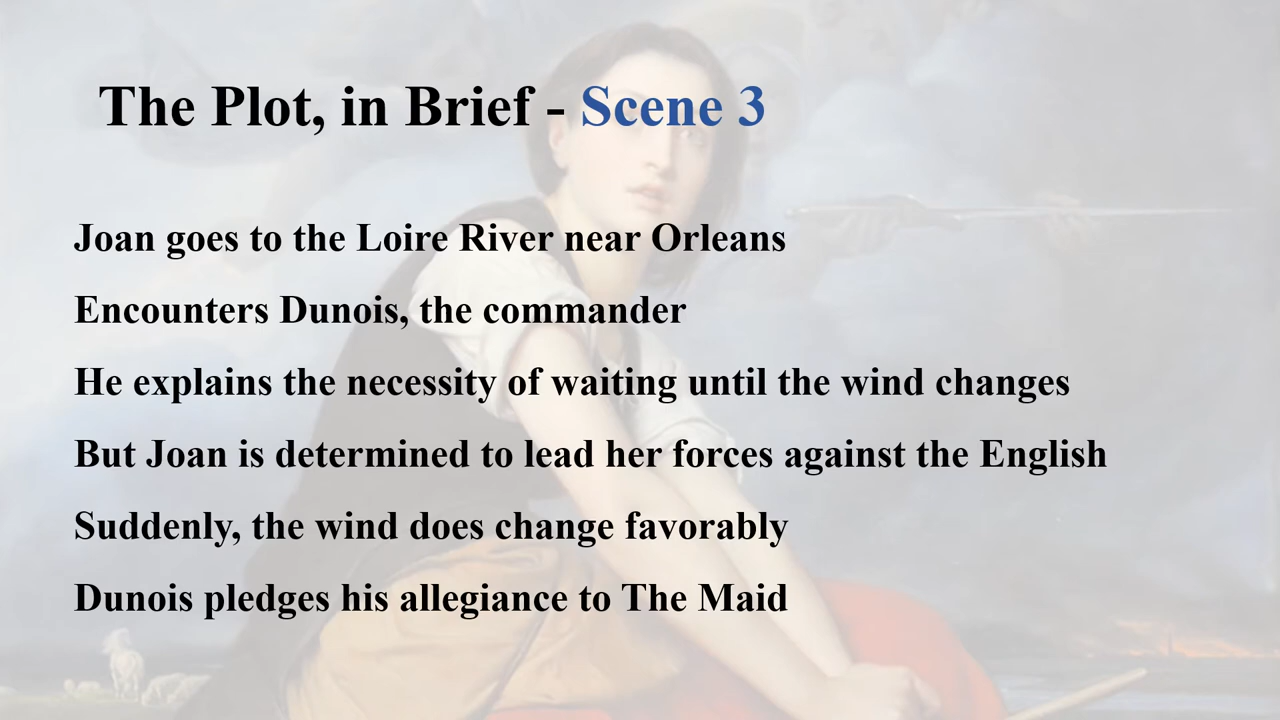 The Plot, in Brief - Scene 3
Joan goes to the Loire River near Orleans
Encounters Dunois, the commander
He explains the necessity of waiting until the wind changes
But Joan is determined to lead her forces against the English
Suddenly, the wind does change favorably
Dunois pledges his allegiance to The Maid